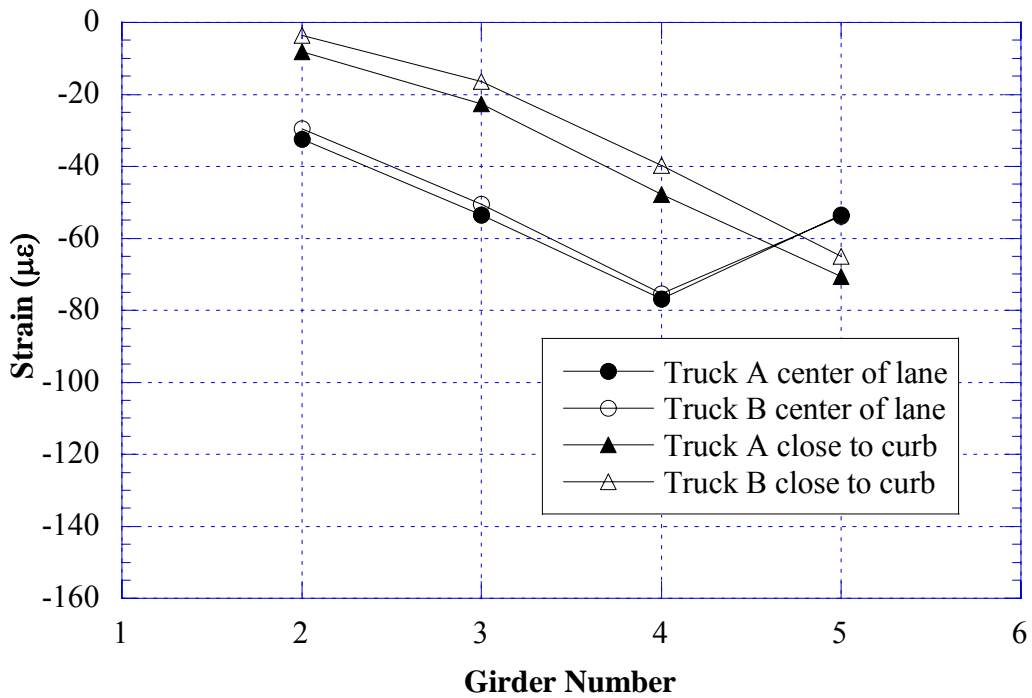 0
-20
-40
-60
-80
-100
-120
-140
-160
Strain (με)
Truck A center of lane
Truck B center of lane
Truck A close to curb
Truck B close to curb
1 2 3 4 5 6
Girder Number